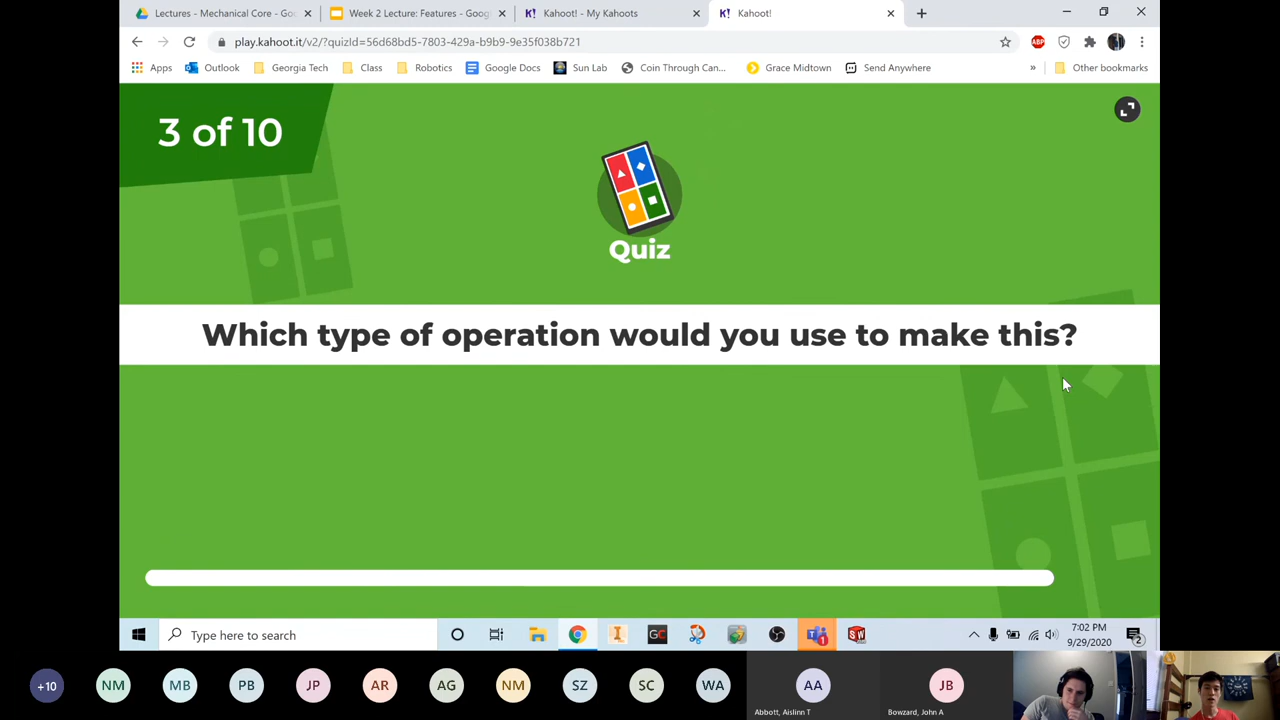 Lectures - Mechanical Core - Goo
Week 2 Lecture: Features - Goog
K! Kahoot! - My Kahoots
K! Kahoot!
play.kahoot.it/v2/?quizId=56d68bd5-7803-429a-b9b9-9e35f038b721
ABP
Apps Outlook Georgia Tech Class Robotics Google Docs Sun Lab Coin Through Can... Grace Midtown Send Anywhere » Other bookmarks
3 of 10
Quiz
Which type of operation would you use to make this?
Type here to search
GC
SW
7:02 PM
9/29/2020
+10 NM MB PB JP AR AG NM SZ SC WA AA JB
Abbott, Aislinn T
Bowzard, John A